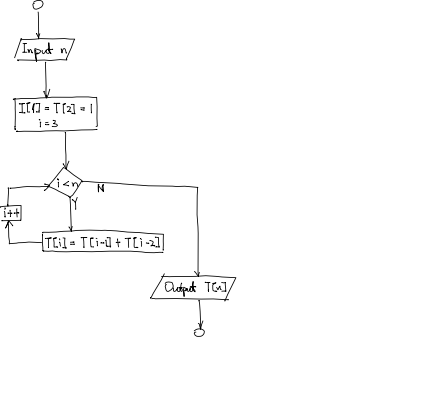 Input n
T[1] = T[2] = 1
i = 3
i < n
N
Y
i++
T[i] = T[i-1] + T[i-2]
Output T[n]